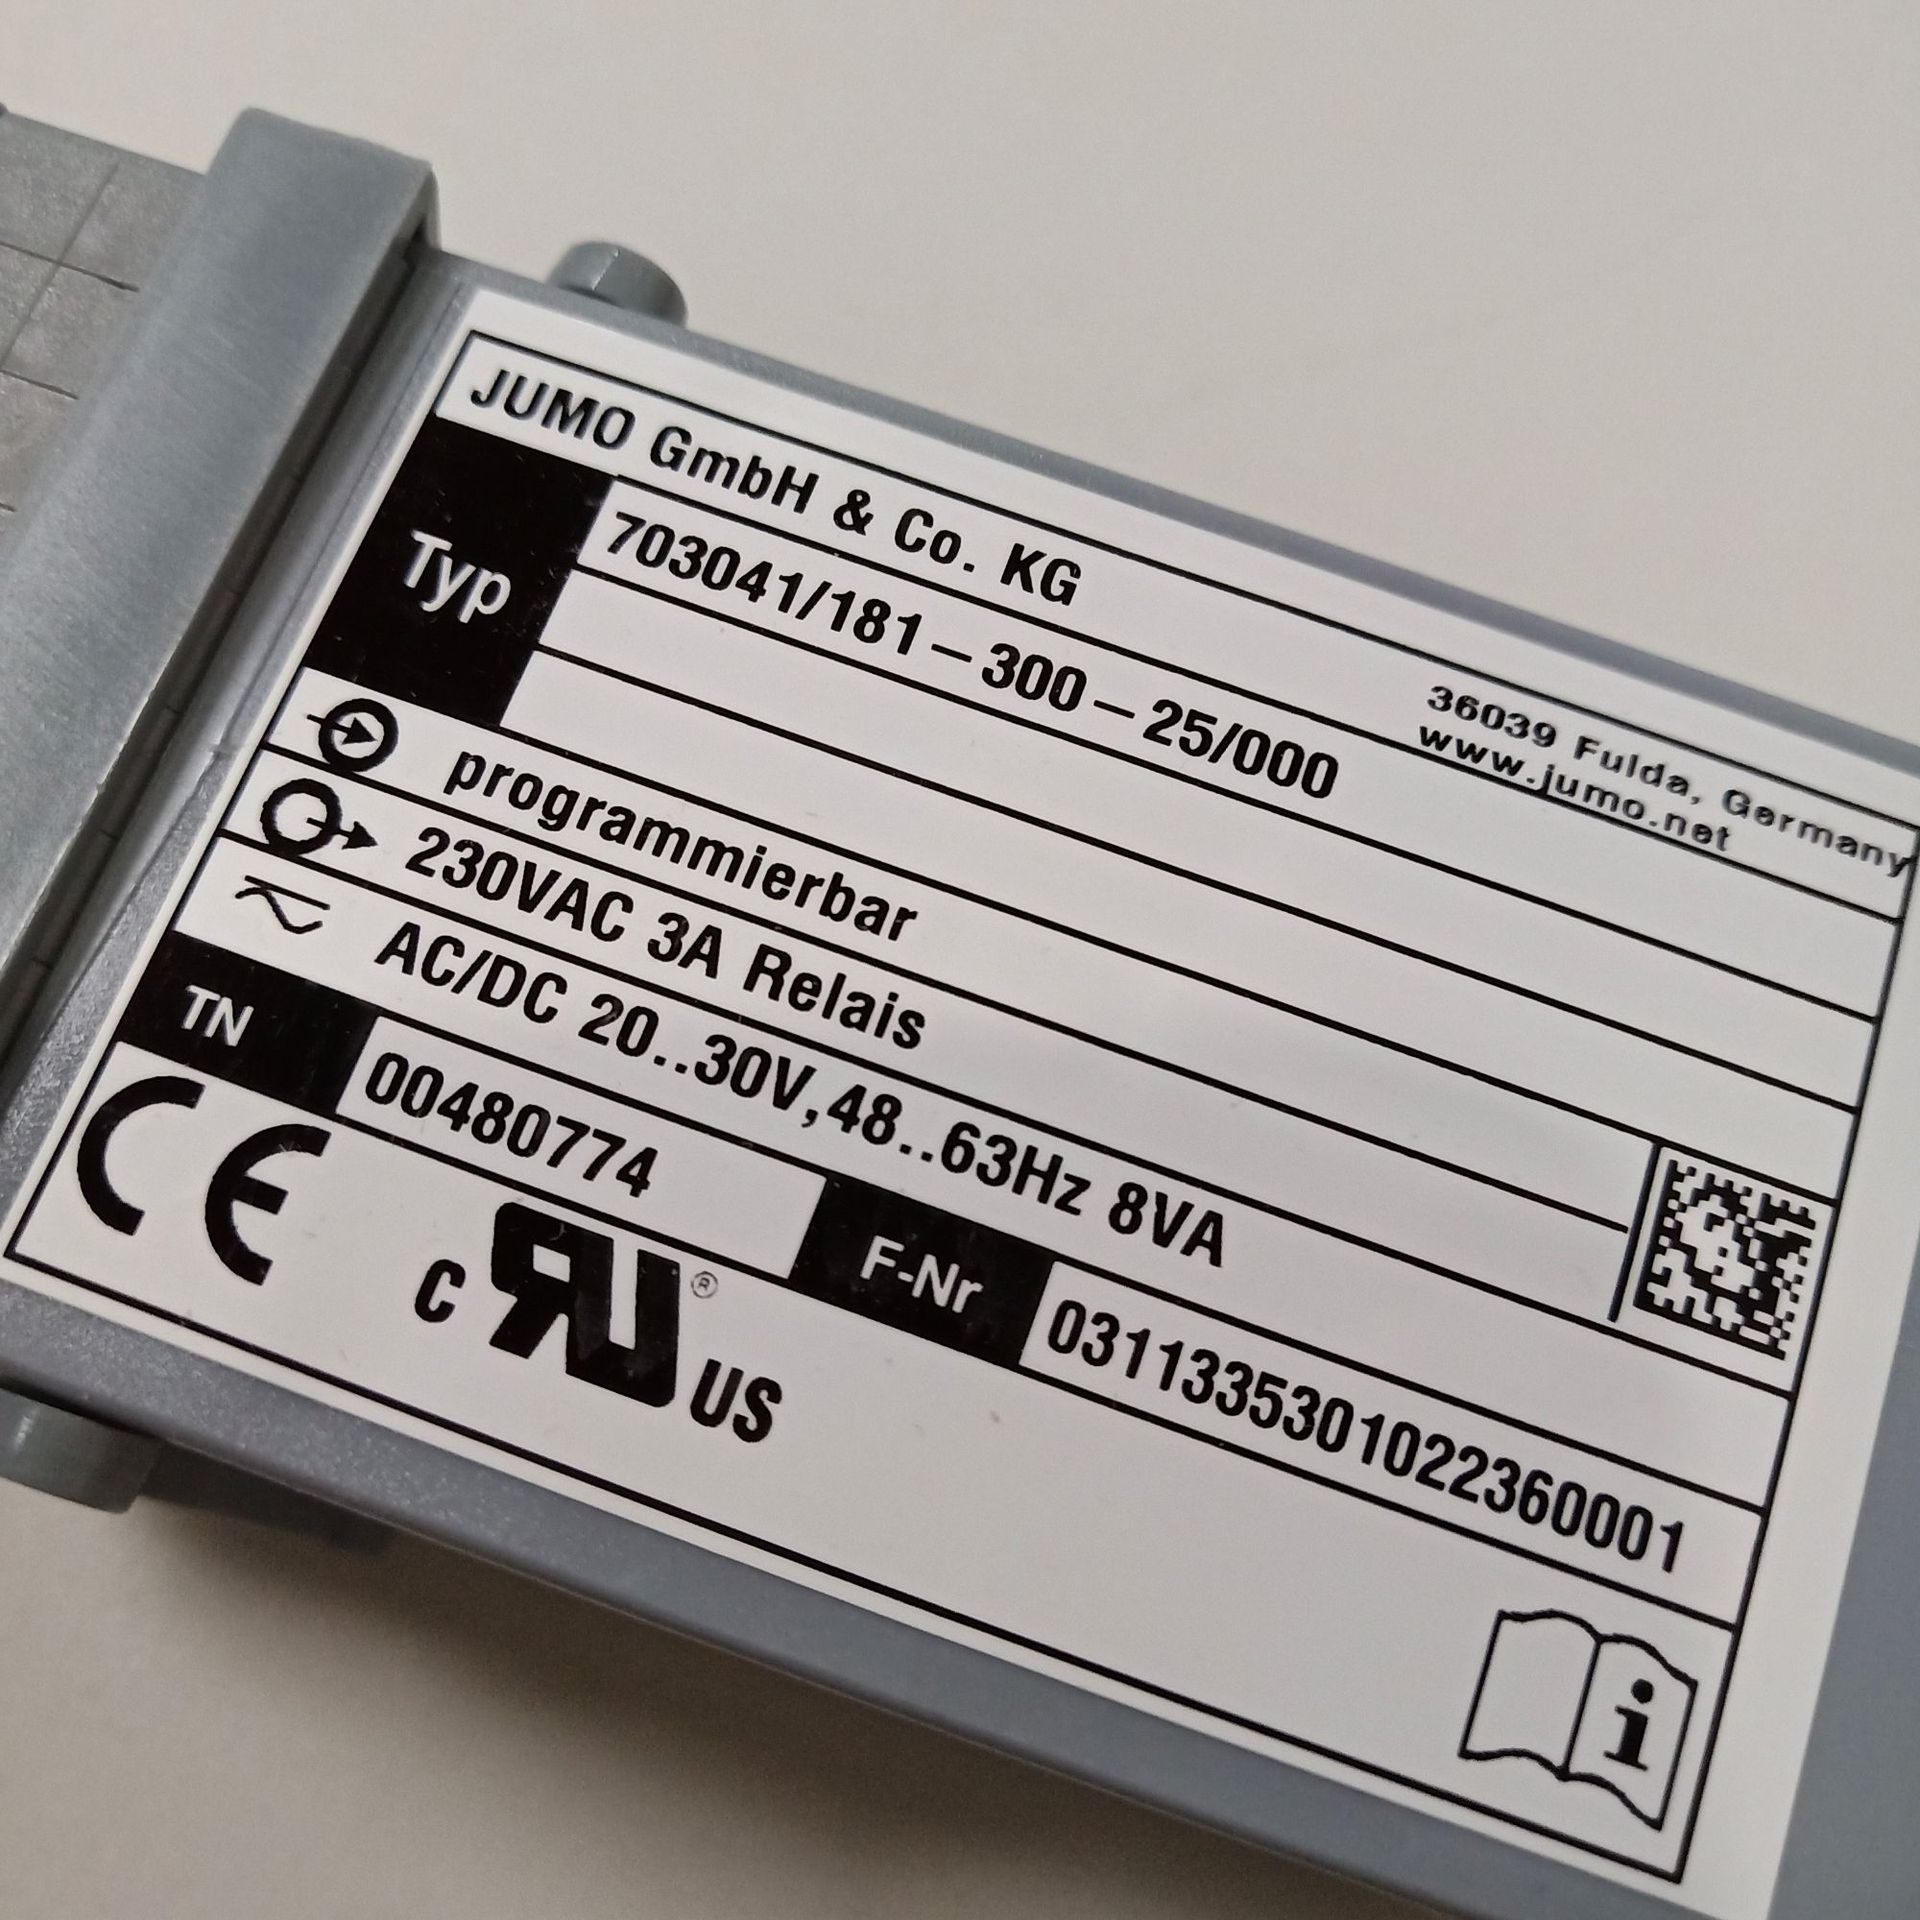 JUMO GmbH & Co. KG
36039 Fulda, Germany
www.jumo.net
Typ
703041/181-300-25/000
programmierbar
230VAC 3A Relais
AC/DC 20..30V,48..63Hz 8VA
TN 00480774 F-Nr 0311335301022360001
CE c RU ® US
i